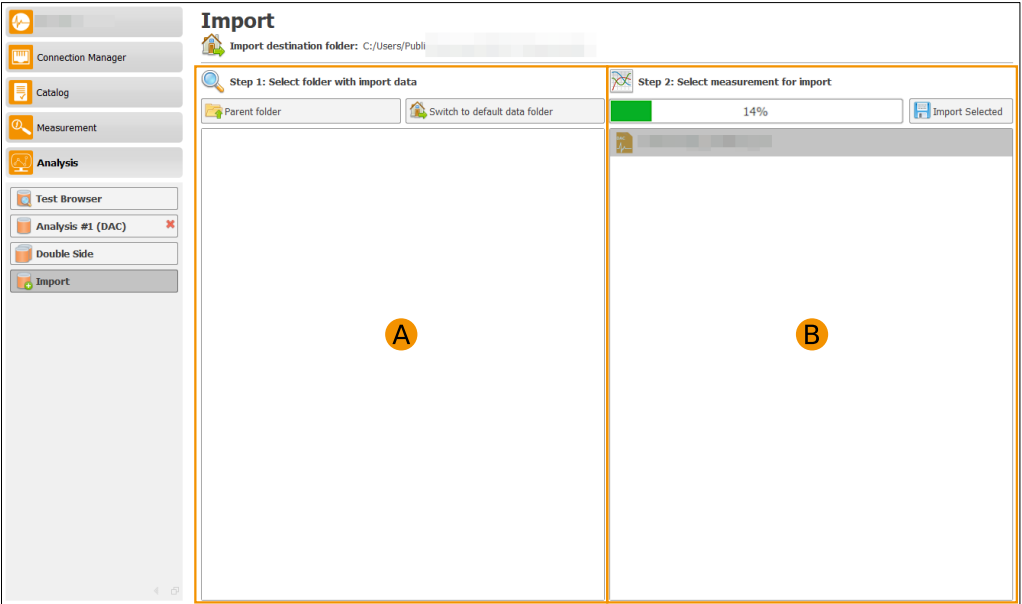 Import
Import destination folder: C:/Users/Publi
Connection Manager
Catalog
Measurement
Analysis
Test Browser
Analysis #1 (DAC)
Double Side
Import
Step 1: Select folder with import data
Parent folder
Switch to default data folder
A
Step 2: Select measurement for import
14%
Import Selected
B